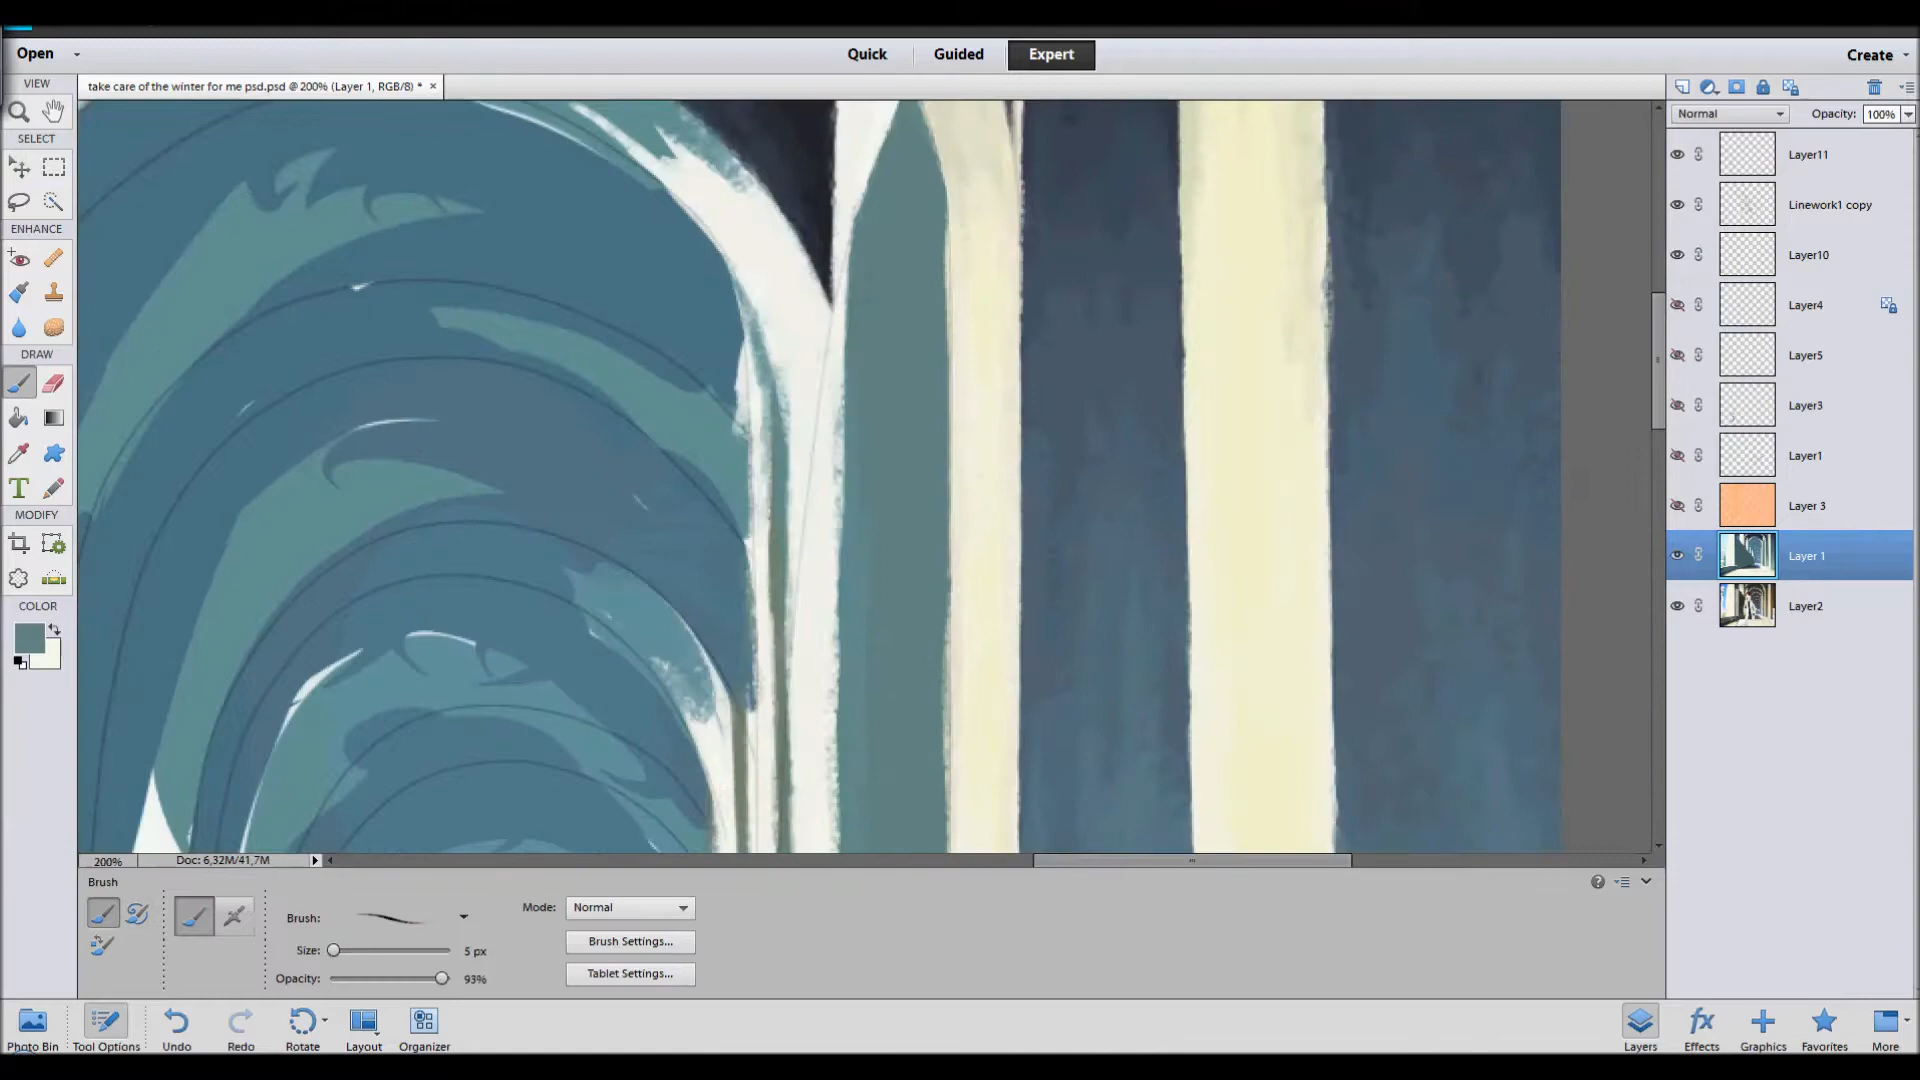 Open
Quick
Guided
Expert
Create
VIEW
take care of the winter for me psd.psd @ 200% (Layer 1, RGB/8) *
SELECT
Normal
Opacity: 100%
Layer11
Linework1 copy
ENHANCE
Layer10
Layer4
DRAW
Layer5
Layer3
Layer1
T
MODIFY
Layer 3
Layer 1
COLOR
Layer2
200%
Doc: 6,32M/41,7M
Brush
Brush:
Mode: Normal
Size: 5 px
Brush Settings...
Opacity: 93%
Tablet Settings...
fx
Photo Bin
Tool Options
Undo
Redo
Rotate
Layout
Organizer
Layers
Effects
Graphics
Favorites
More